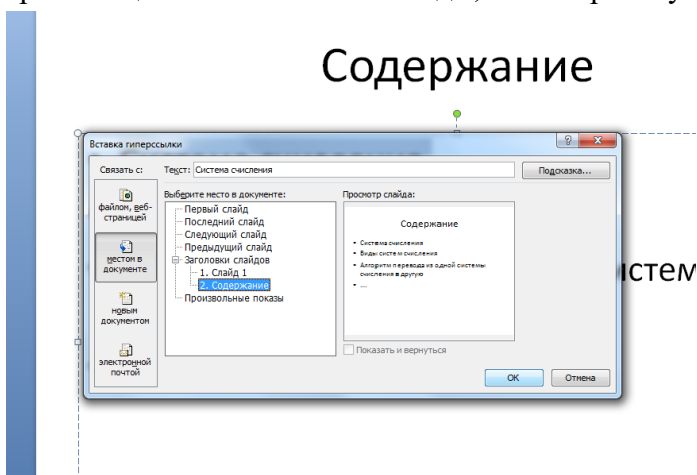 Содержание
Вставка гиперссылки
Связать с:
Текст: Система счисления
Подсказка...
файлом, веб-страницей
местом в документе
новым документом
электронной почтой
Выберите место в документе:
Первый слайд
Последний слайд
Следующий слайд
Предыдущий слайд
Заголовки слайдов
1. Слайд 1
2. Содержание
Произвольные показы
Просмотр слайда:
Содержание
• Система счисления
• Виды систем счисления
• Алгоритм перевода из одной системы
счисления в другую
• ...
Показать и вернуться
ОК
Отмена
истем